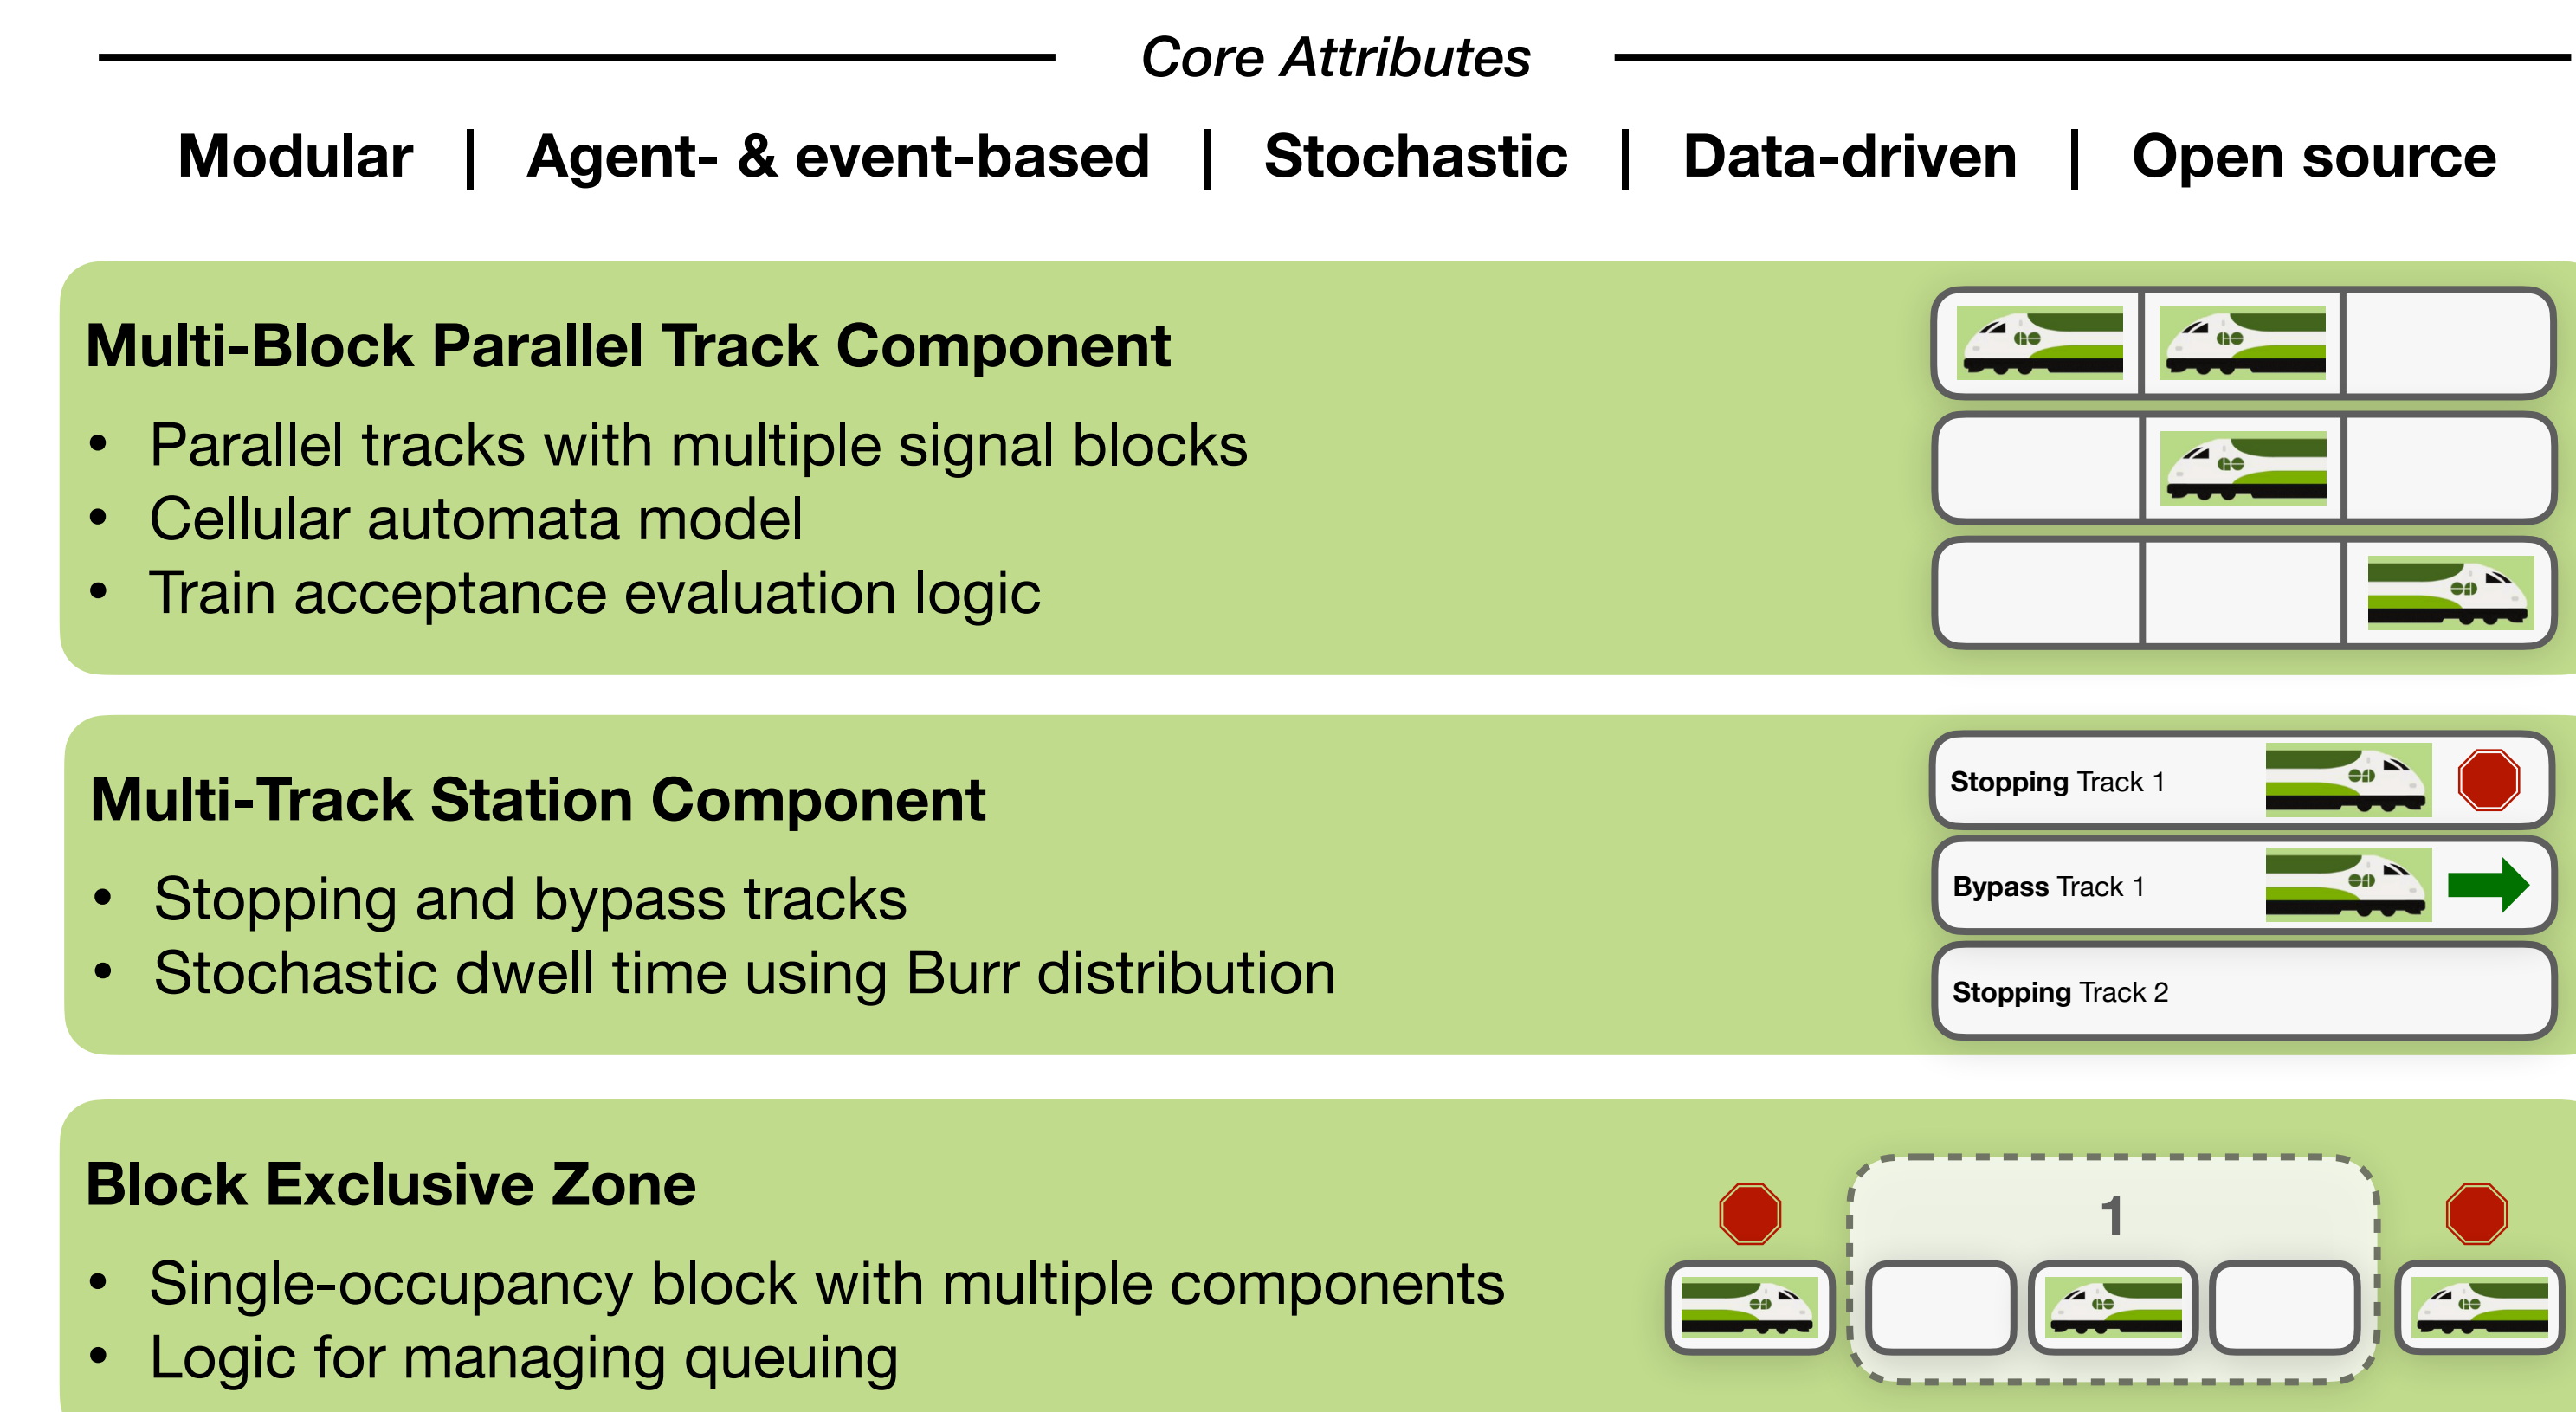 Core Attributes
Modular | Agent- & event-based | Stochastic | Data-driven | Open source
Multi-Block Parallel Track Component
• Parallel tracks with multiple signal blocks
• Cellular automata model
• Train acceptance evaluation logic
Multi-Track Station Component
• Stopping and bypass tracks
• Stochastic dwell time using Burr distribution
Stopping Track 1
Bypass Track 1
Stopping Track 2
Block Exclusive Zone
• Single-occupancy block with multiple components
• Logic for managing queuing
1